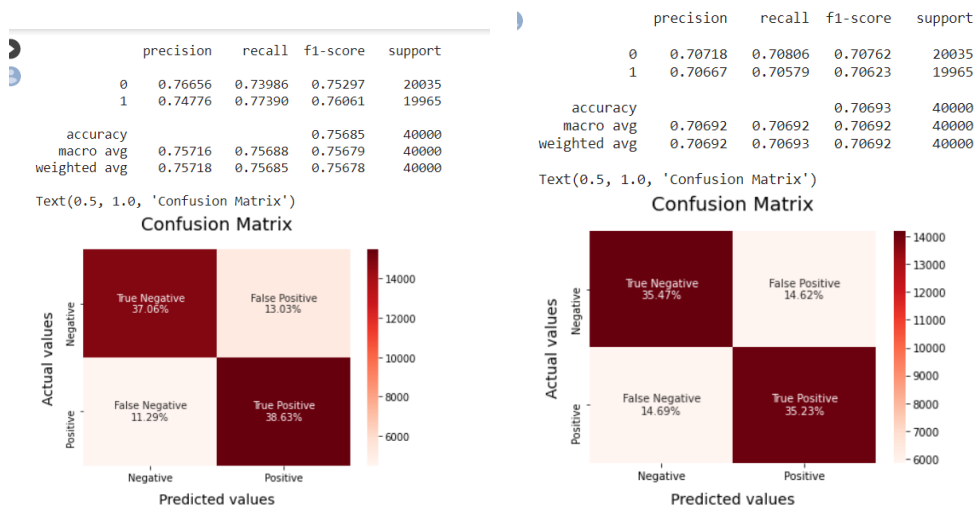 precision recall f1-score support
0 0.76656 0.73986 0.75297 20035
1 0.74776 0.77390 0.76061 19965
accuracy 0.75685 40000
macro avg 0.75716 0.75688 0.75679 40000
weighted avg 0.75718 0.75685 0.75678 40000
Text(0.5, 1.0, 'Confusion Matrix')
Confusion Matrix
True Negative
37.06%
False Positive
13.03%
False Negative
11.29%
True Positive
38.63%
Actual values
Negative
Positive
Negative
Positive
Predicted values
14000
12000
10000
8000
6000
precision recall f1-score support
0 0.70718 0.70806 0.70762 20035
1 0.70667 0.70579 0.70623 19965
accuracy 0.70693 40000
macro avg 0.70692 0.70692 0.70692 40000
weighted avg 0.70692 0.70693 0.70692 40000
Text(0.5, 1.0, 'Confusion Matrix')
Confusion Matrix
True Negative
35.47%
False Positive
14.62%
False Negative
14.69%
True Positive
35.23%
Actual values
Negative
Positive
Negative
Positive
Predicted values
14000
13000
12000
11000
10000
9000
8000
7000
6000